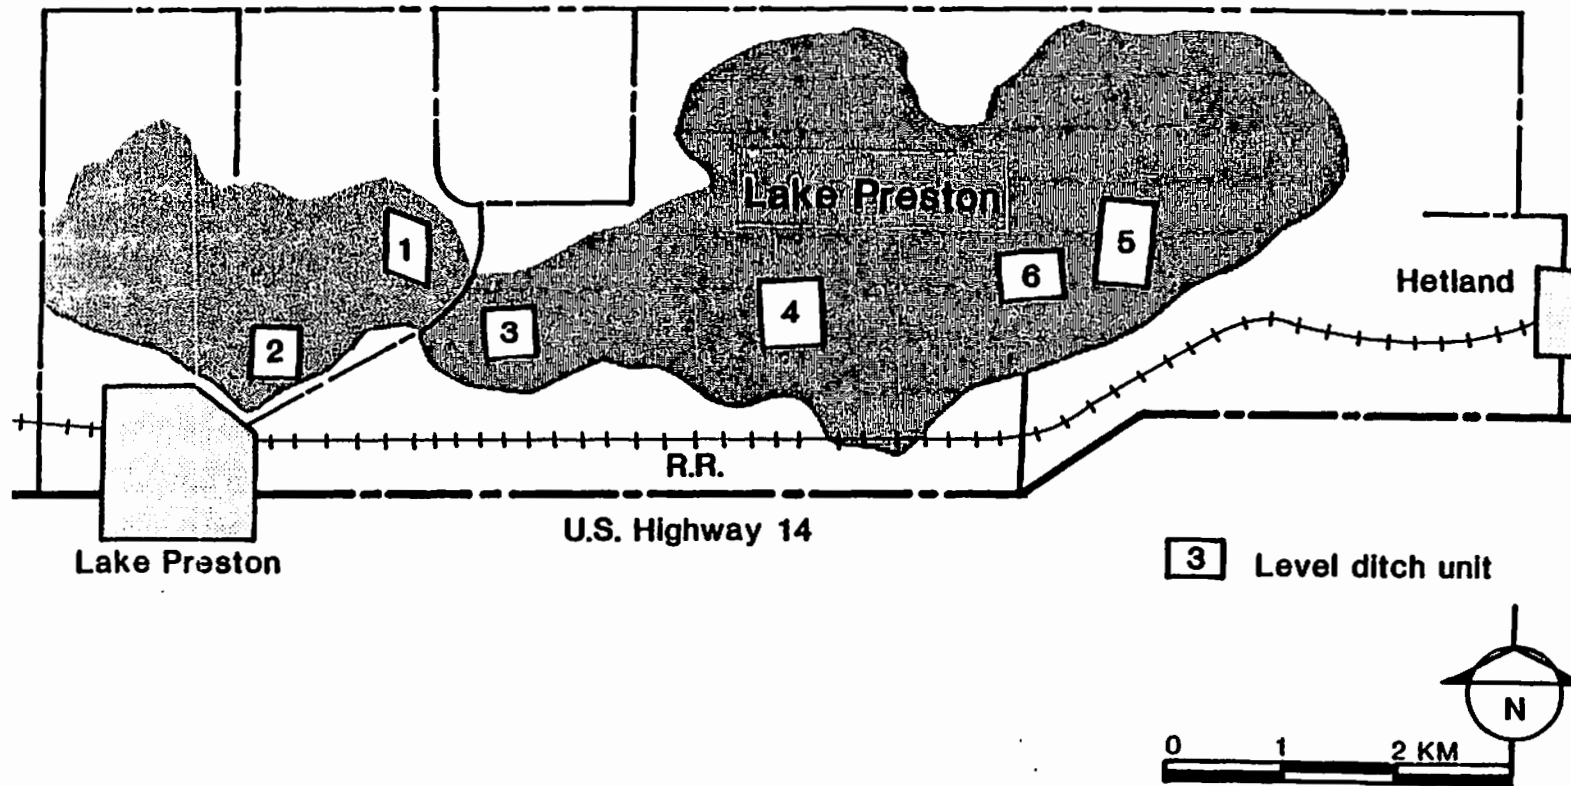 Lake Preston
1
2
3
4
5
6
Hetland
R.R.
U.S. Highway 14
Lake Preston
3 Level ditch unit
N
0 1 2 KM